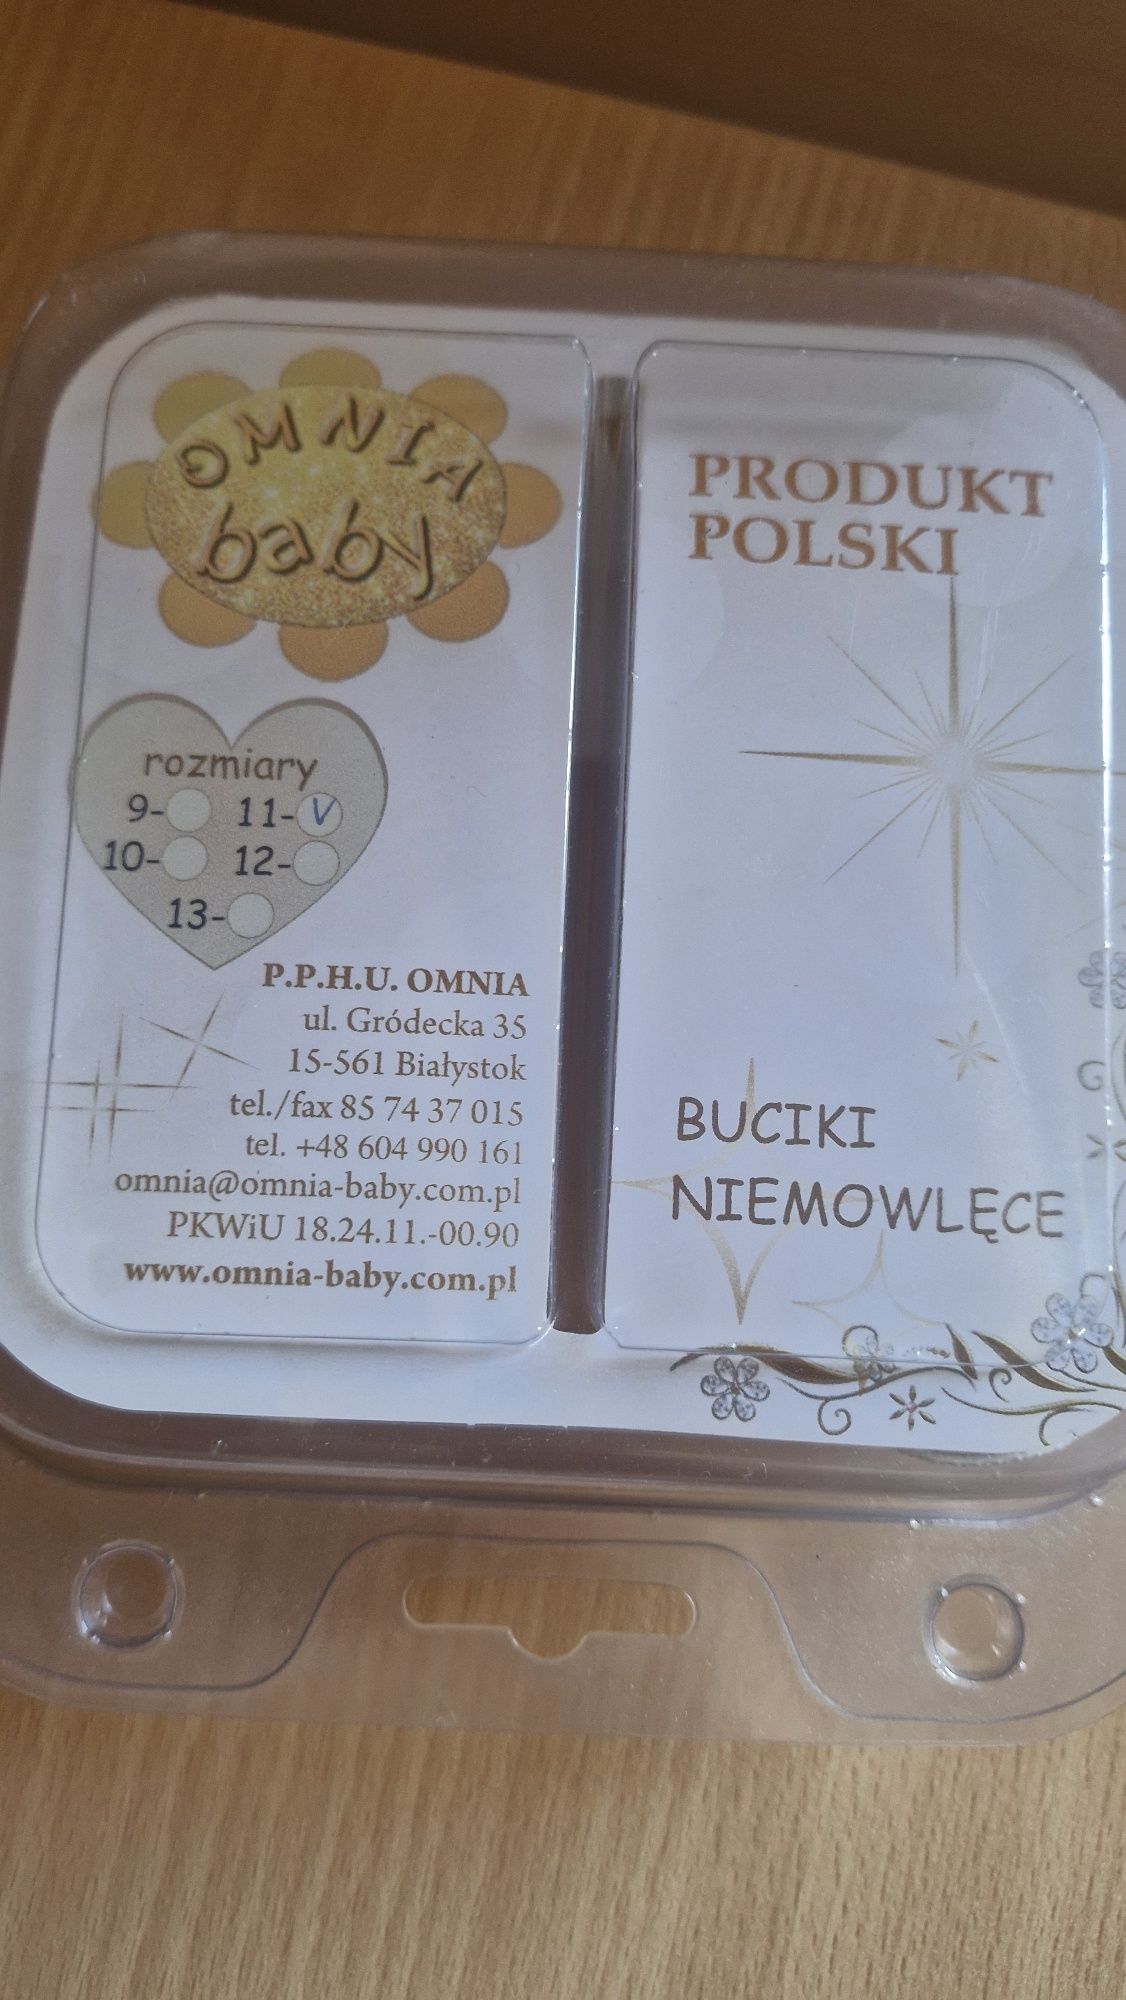 OMNIA
baby
rozmiary
9- 11- V
10- 12-
13-
P.P.H.U. OMNIA
ul. Gródecka 35
15-561 Białystok
tel./fax 85 74 37 015
tel. +48 604 990 161
omnia@omnia-baby.com.pl
PKWiU 18.24.11.-00.90
www.omnia-baby.com.pl
PRODUKT
POLSKI
BUCIKI
NIEMOWLĘCE